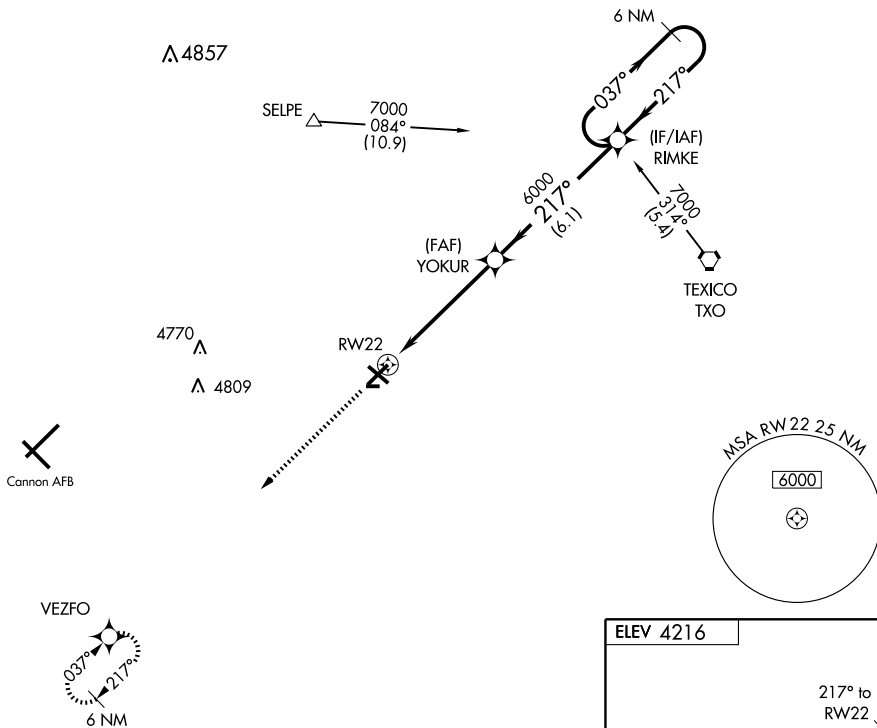 6 NM
4857
037°
217°
SELPE
7000
084°
(10.9)
(IF/IAF)
RIMKE
6000
217°
(6.1)
7000
314°
(5.4)
(FAF)
YOKUR
TEXICO
TXO
4770
RW22
4809
MSA RW22 25 NM
6000
Cannon AFB
VEZFO
037°
217°
6 NM
ELEV 4216
217° to
RW22